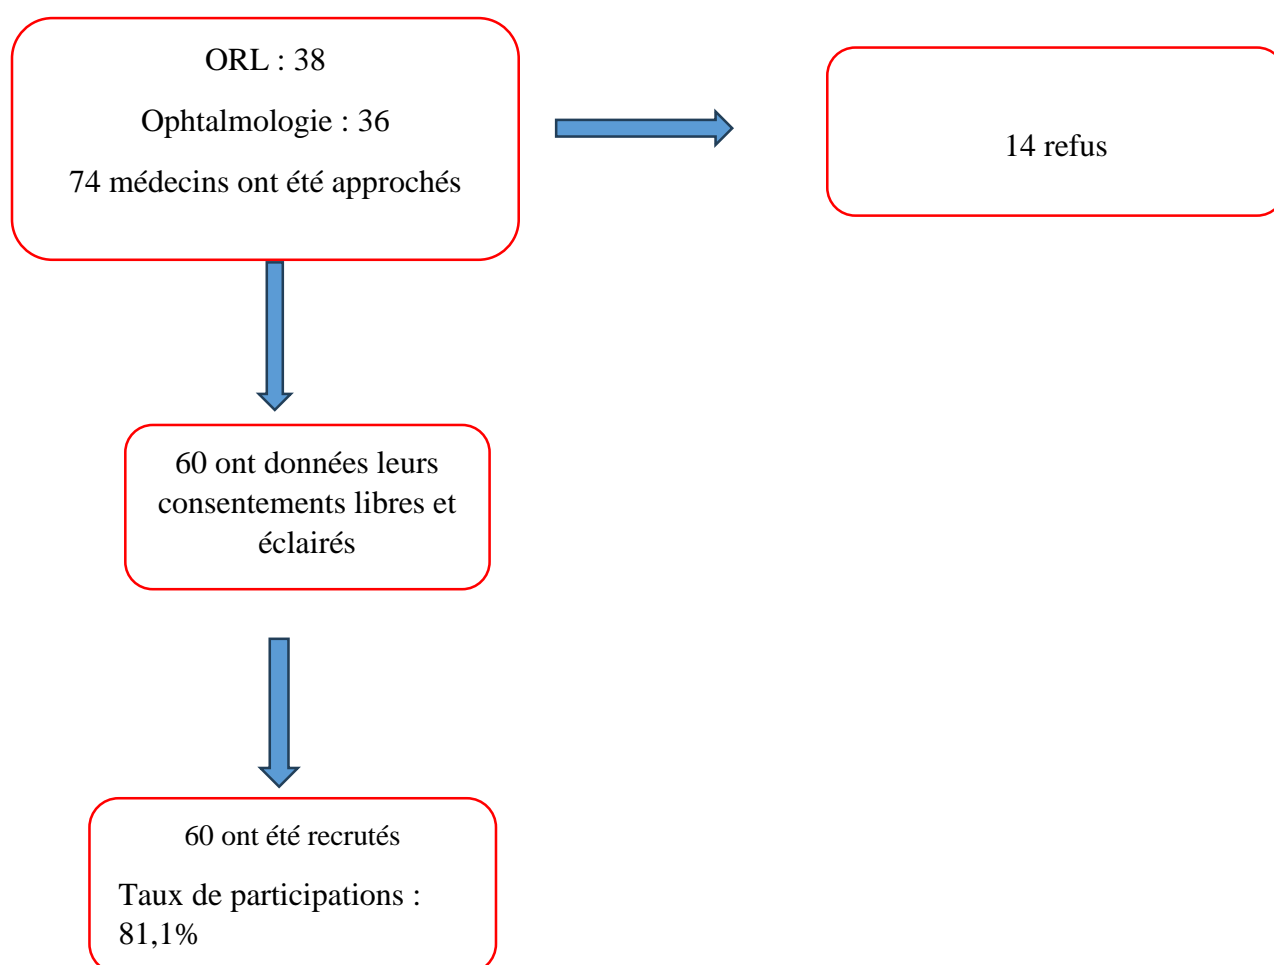 ORL : 38
Ophtalmologie : 36
74 médecins ont été approchés
14 refus
60 ont données leurs
consentements libres et
éclairés
60 ont été recrutés
Taux de participations :
81,1%